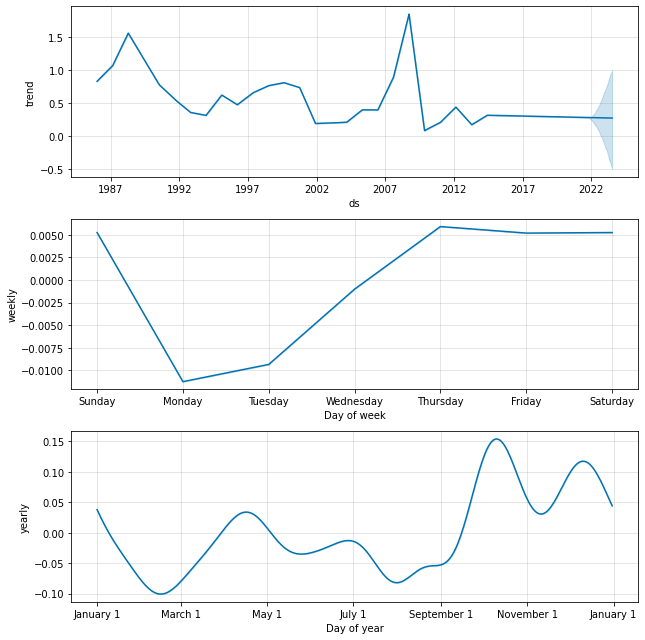 1.5
1.0
0.5
0.0
−0.5
trend
1987 1992 1997 2002 2007 2012 2017 2022
ds
0.0050
0.0025
0.0000
−0.0025
−0.0050
−0.0075
−0.0100
weekly
Sunday Monday Tuesday Wednesday Thursday Friday Saturday
Day of week
0.15
0.10
0.05
0.00
−0.05
−0.10
yearly
January 1 March 1 May 1 July 1 September 1 November 1 January 1
Day of year